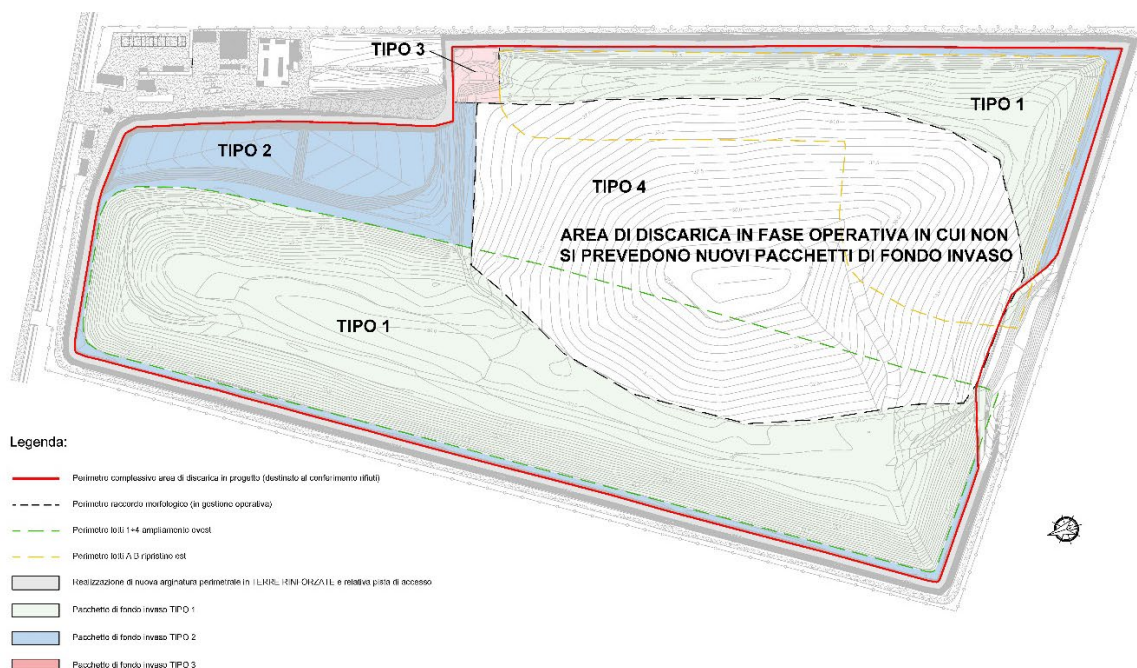 TIPO 3
TIPO 1
TIPO 2
TIPO 4
AREA DI DISCARICA IN FASE OPERATIVA IN CUI NON
SI PREVEDONO NUOVI PACCHETTI DI FONDO INVASO
TIPO 1
Legenda:
Perimetro complessivo area di discarica in progetto (destinato al conferimento rifiuti)
Perimetro raccordo morfologico (in gestione operativa)
Perimetro lotti 1÷4 ampliamento ovest
Perimetro lotti A B ripristino est
Realizzazione di nuova arginatura perimetrale in TERRE RINFORZATE e relativa pista di accesso
Pacchetto di fondo invaso TIPO 1
Pacchetto di fondo invaso TIPO 2
Pacchetto di fondo invaso TIPO 3